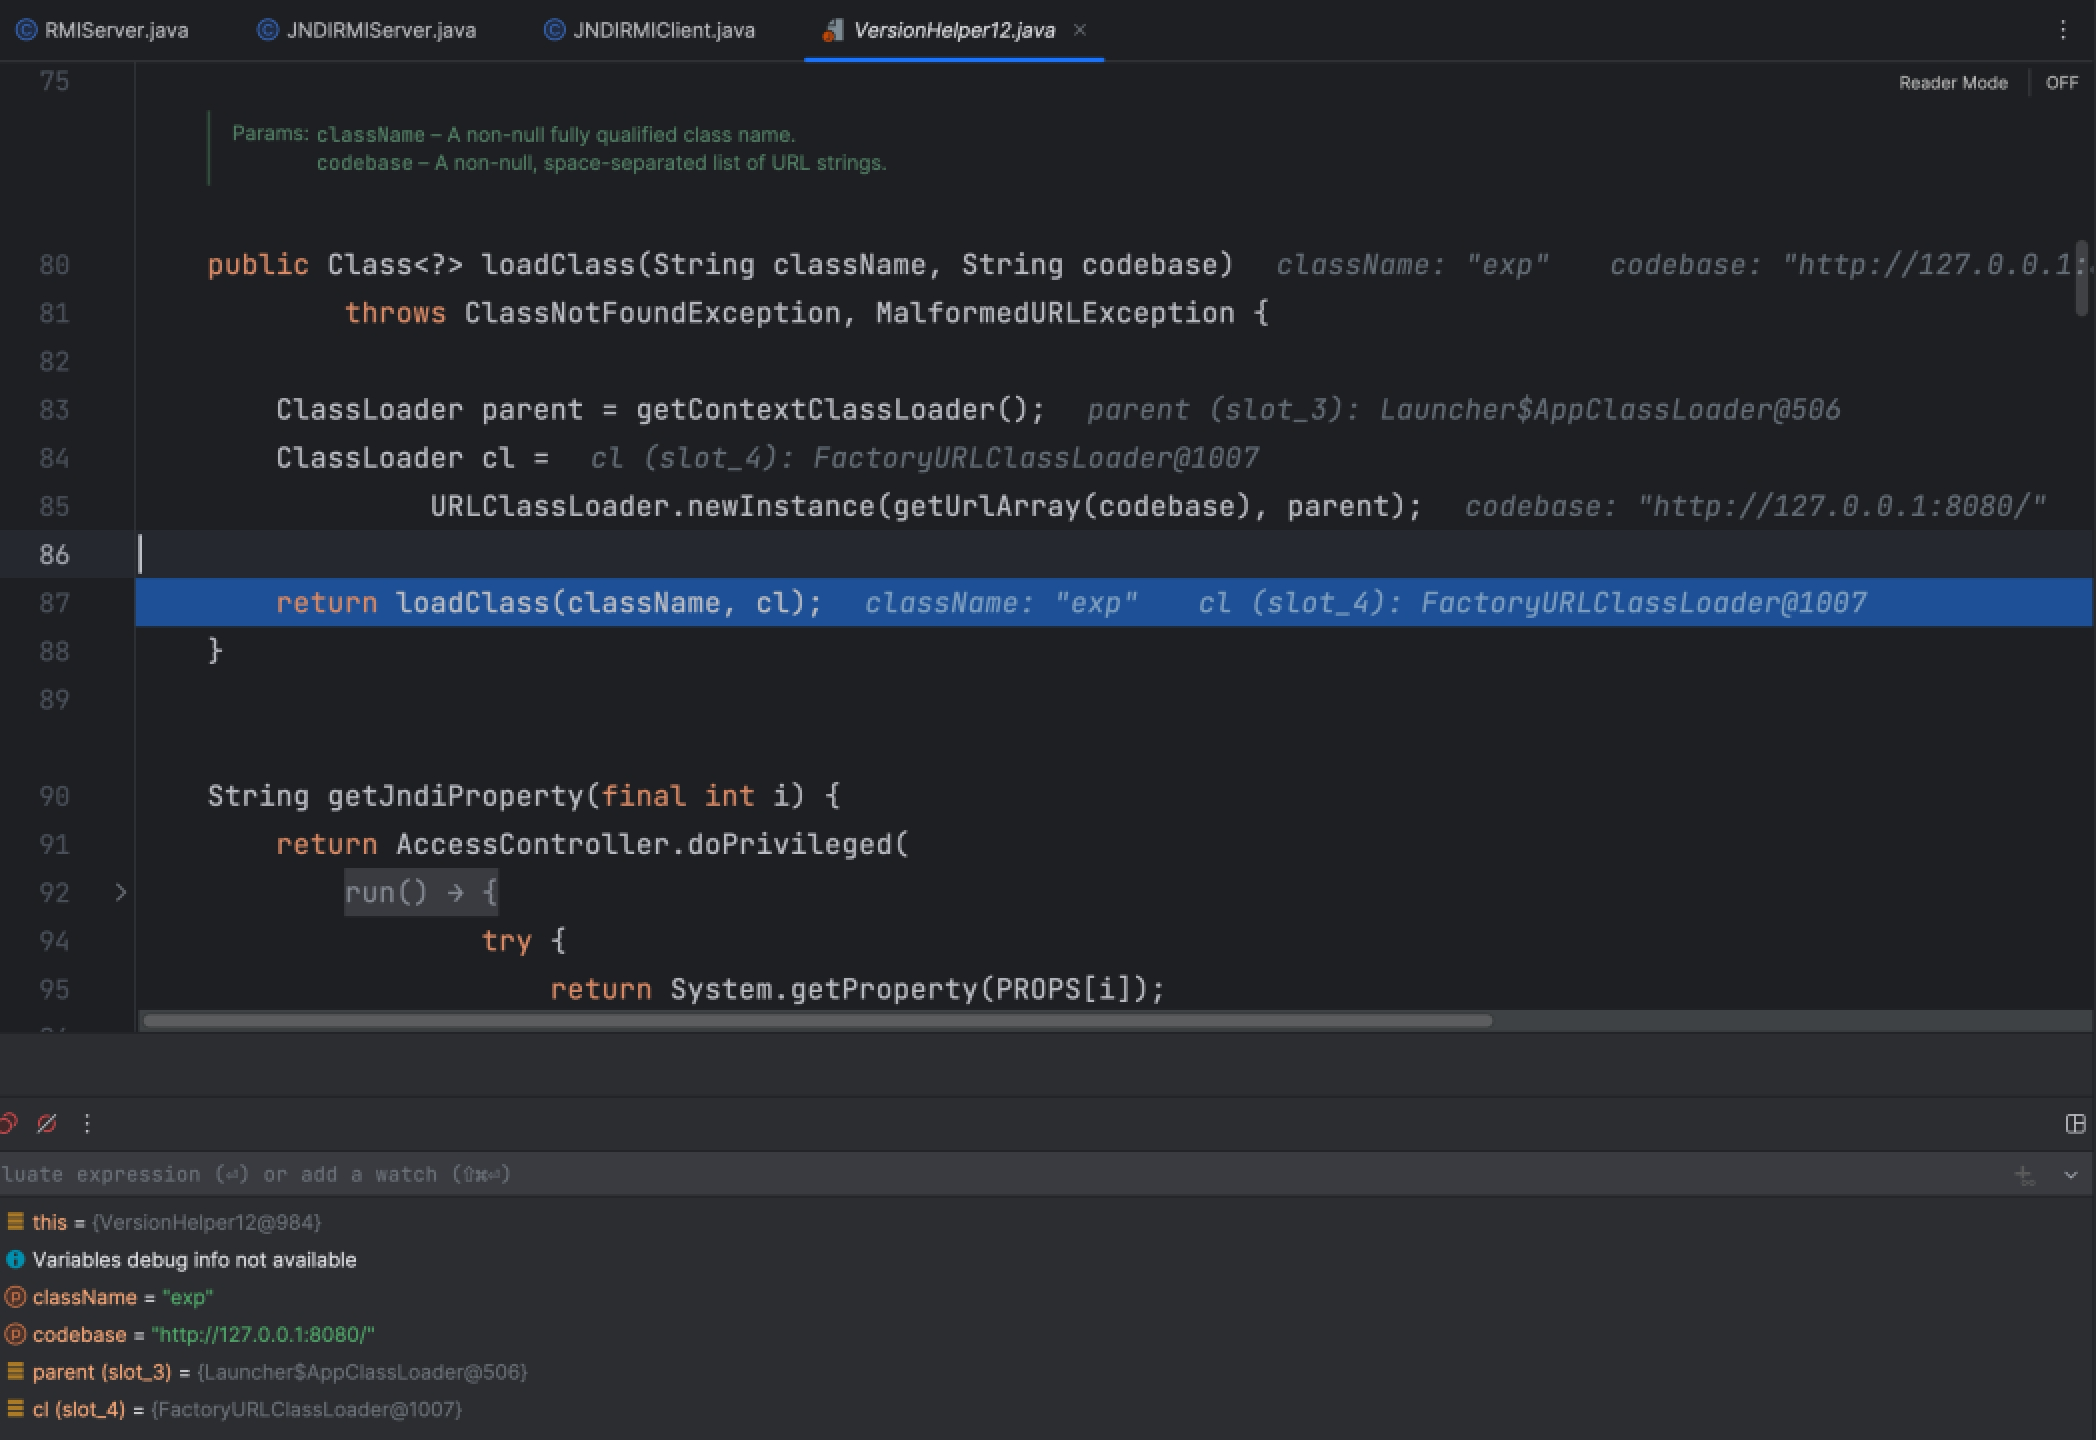 RMIServer.java JNDIRMIServer.java JNDIRMIClient.java VersionHelper12.java
75 Reader Mode OFF
Params: className – A non-null fully qualified class name.
codebase – A non-null, space-separated list of URL strings.
80 public Class<?> loadClass(String className, String codebase) className: "exp" codebase: "http://127.0.0.1:
81 throws ClassNotFoundException, MalformedURLException {
82
83 ClassLoader parent = getContextClassLoader(); parent (slot_3): Launcher$AppClassLoader@506
84 ClassLoader cl = cl (slot_4): FactoryURLClassLoader@1007
85 URLClassLoader.newInstance(getUrlArray(codebase), parent); codebase: "http://127.0.0.1:8080/"
86
87 return loadClass(className, cl); className: "exp" cl (slot_4): FactoryURLClassLoader@1007
88 }
89
90 String getJndiProperty(final int i) {
91 return AccessController.doPrivileged(
92 run() → {
94 try {
95 return System.getProperty(PROPS[i]);
luate expression (⏎) or add a watch (⇧⌘⏎)
this = {VersionHelper12@984}
Variables debug info not available
className = "exp"
codebase = "http://127.0.0.1:8080/"
parent (slot_3) = {Launcher$AppClassLoader@506}
cl (slot_4) = {FactoryURLClassLoader@1007}